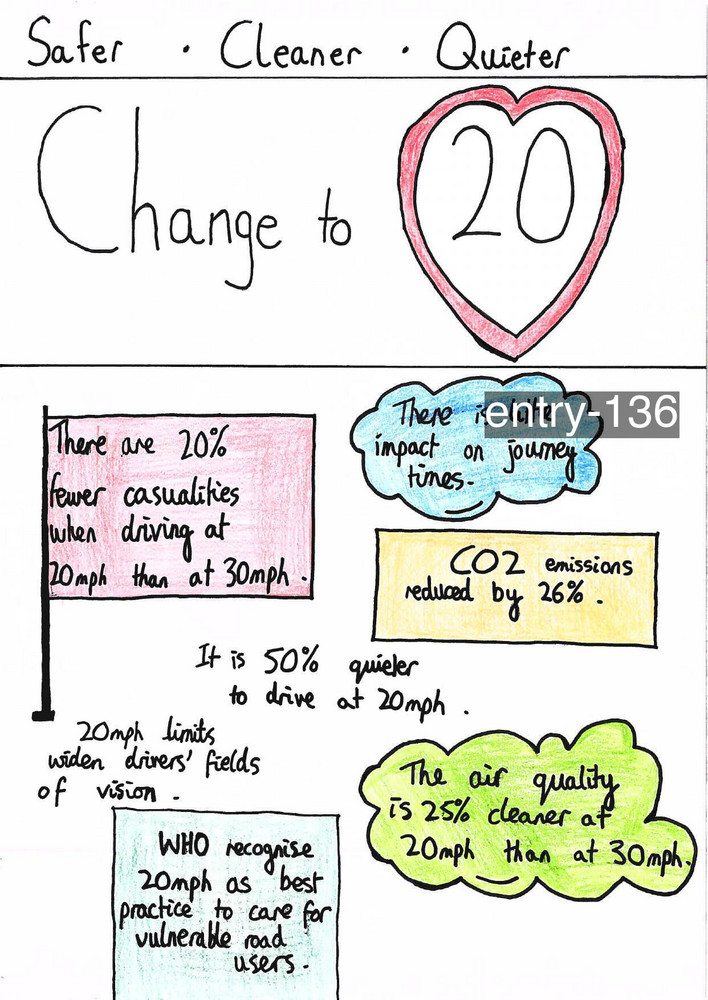 Safer · Cleaner · Quieter
Change to 20
There are 20%
fewer casualities
when driving at
20mph than at 30mph.
There is little
impact on journey
times.
entry-136
CO2 emissions
reduced by 26%.
It is 50% quieter
to drive at 20mph.
20mph limits
widen drivers' fields
of vision.
The air quality
is 25% cleaner at
20mph than at 30mph.
WHO recognise
20mph as best
practice to care for
vulnerable road
users.